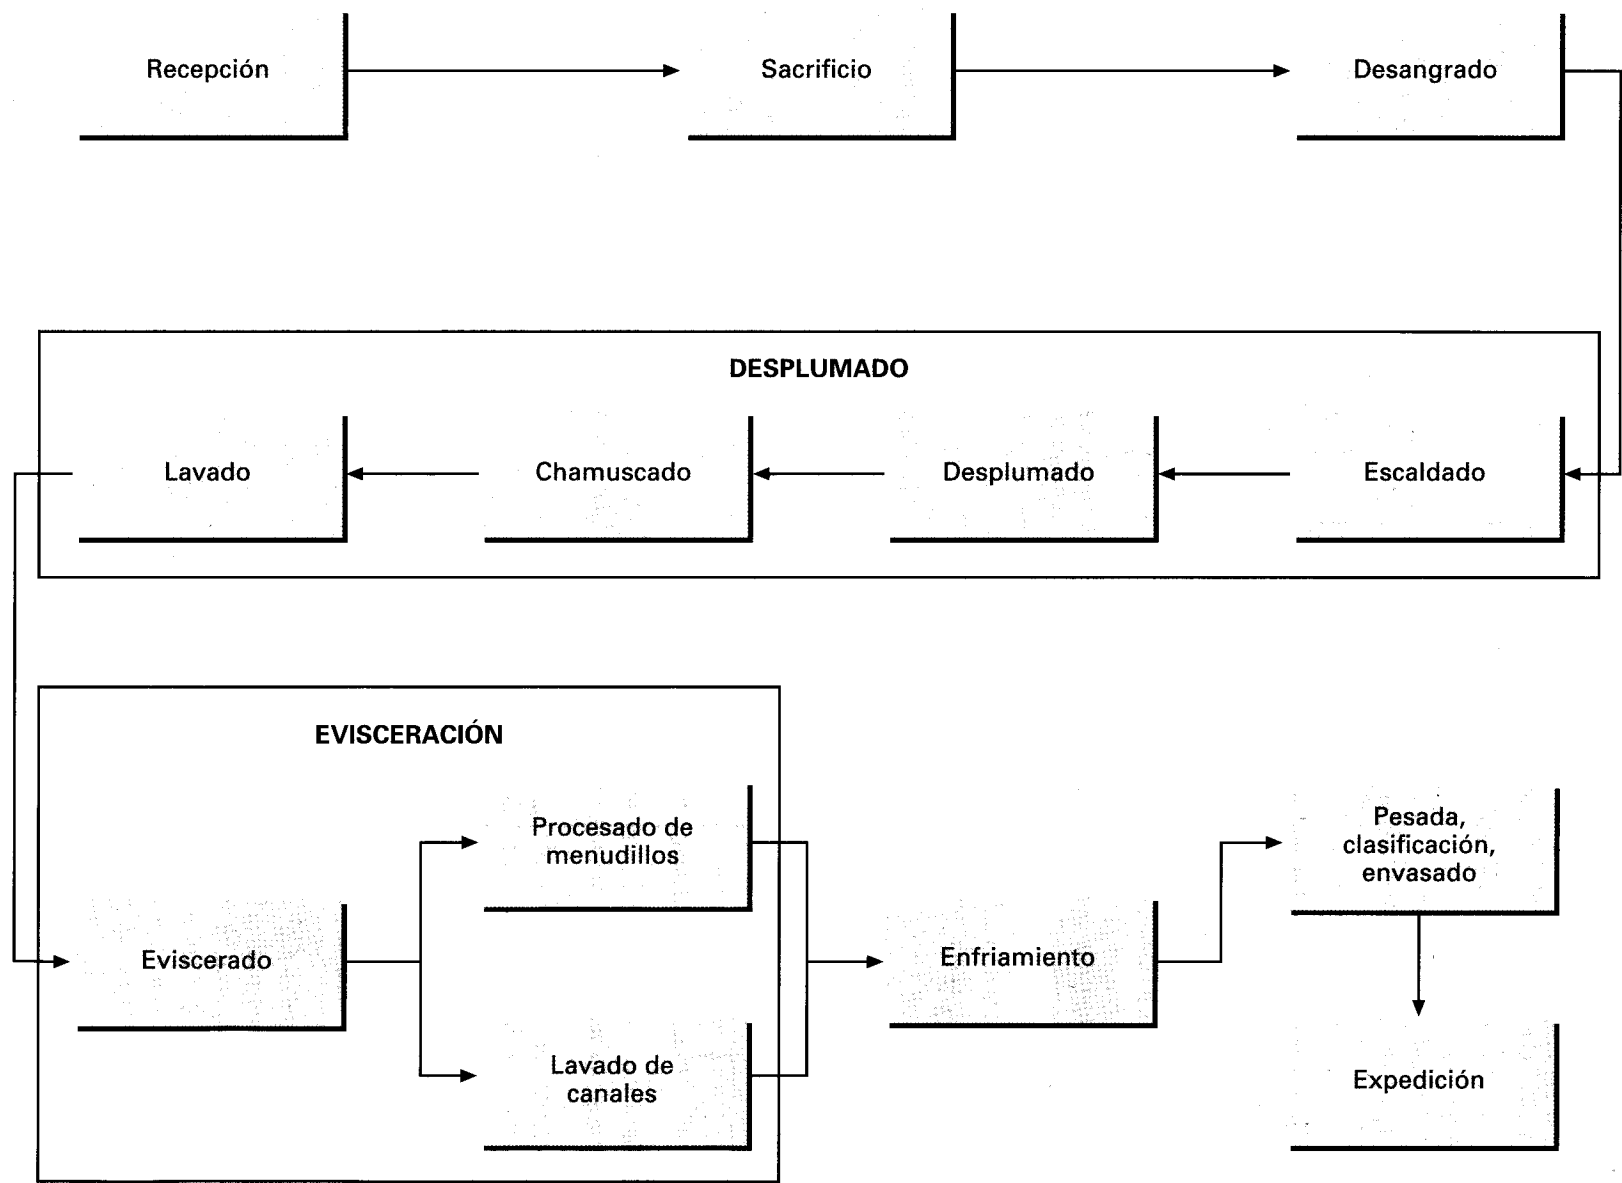 Recepción
Sacrificio
Desangrado
DESPLUMADO
Lavado
Chamuscado
Desplumado
Escaldado
EVISCERACIÓN
Eviscerado
Procesado de
menudillos
Lavado de
canales
Enfriamiento
Pesada,
clasificación,
envasado
Expedición